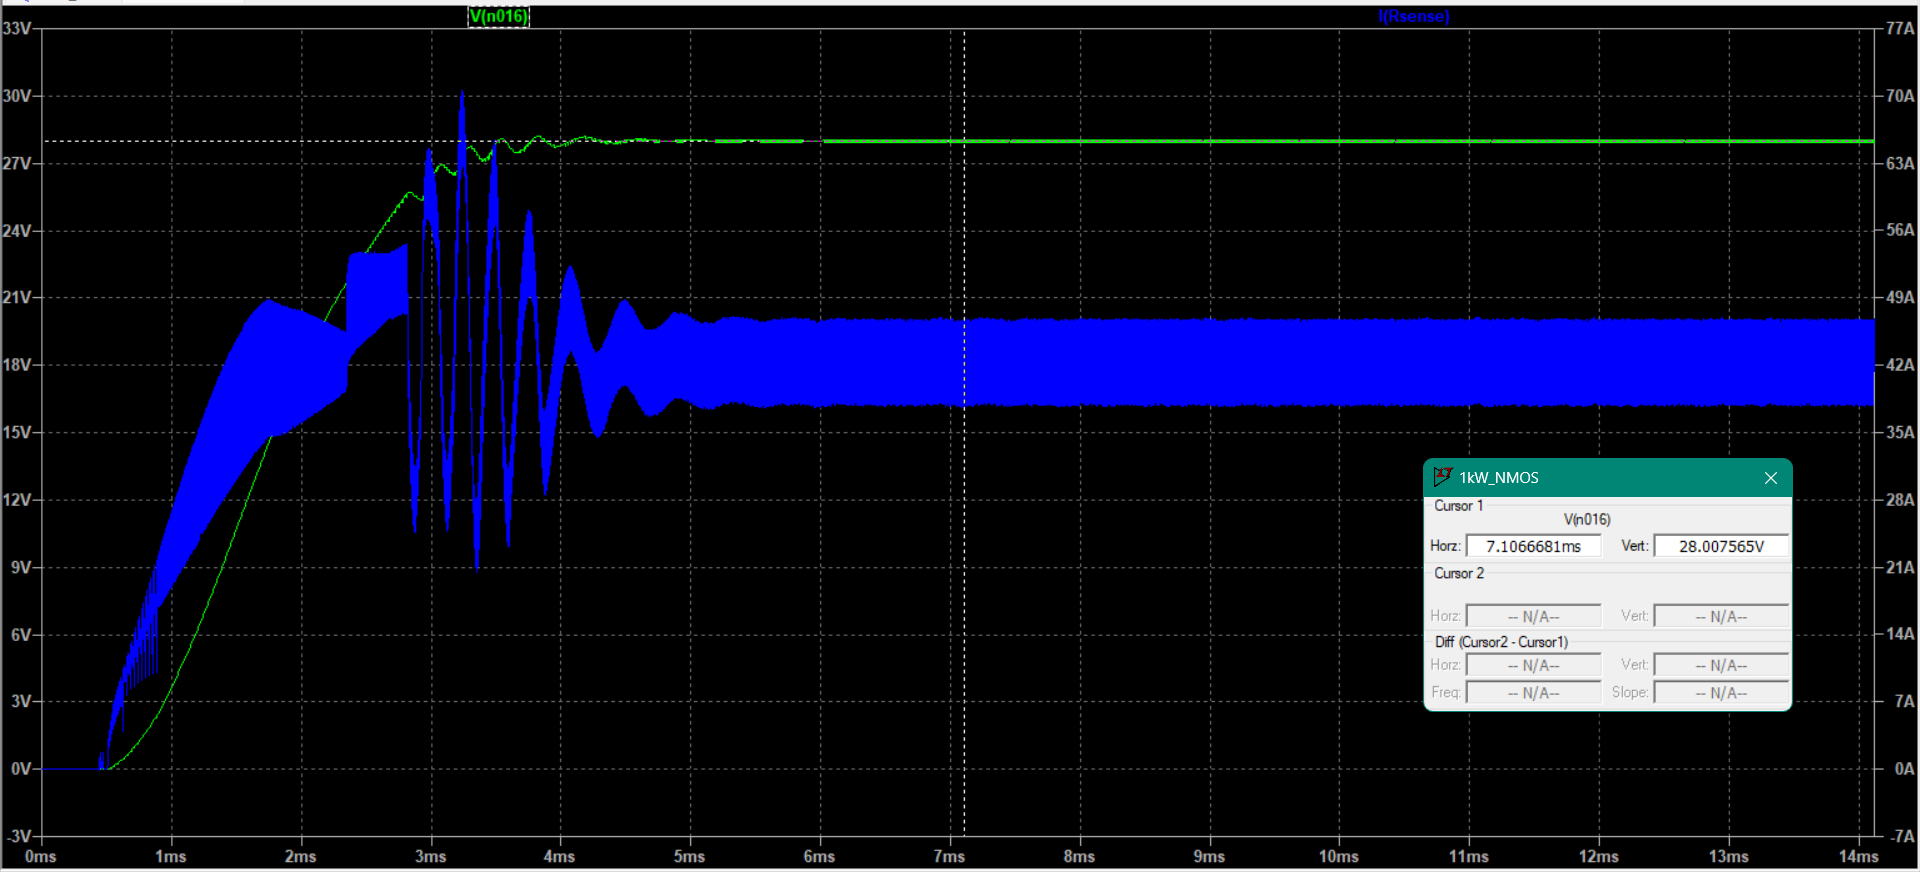 V(n016) I(Rsense)
33V 77A
30V 70A
27V 63A
24V 56A
21V 49A
18V 42A
15V 35A
12V 28A
9V 21A
6V 14A
3V 7A
0V 0A
-3V -7A
0ms 1ms 2ms 3ms 4ms 5ms 6ms 7ms 8ms 9ms 10ms 11ms 12ms 13ms 14ms
1kW_NMOS
Cursor 1
V(n016)
Horz: 7.1066681ms Vert: 28.007565V
Cursor 2
Horz: -- N/A-- Vert: -- N/A--
Diff (Cursor2 - Cursor1)
Horz: -- N/A-- Vert: -- N/A--
Freq: -- N/A-- Slope: -- N/A--